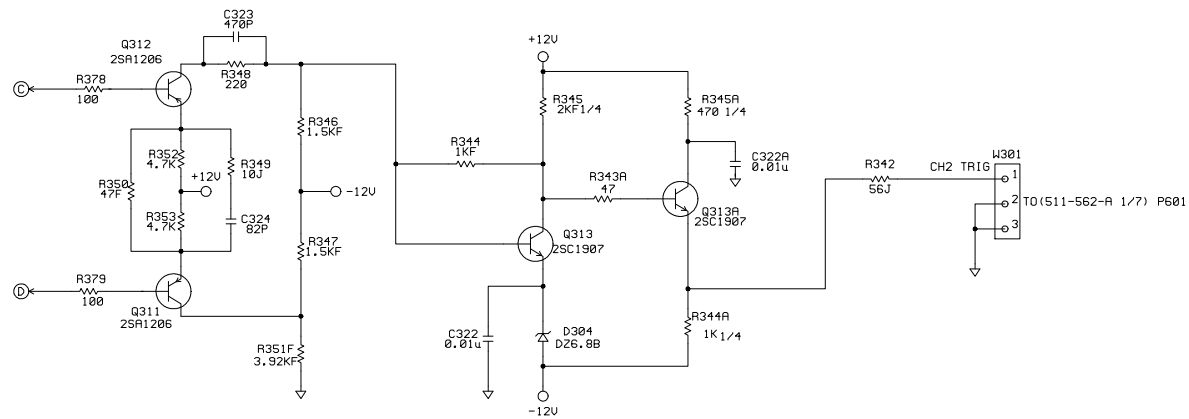 C323
470P
Q312
2SA1206
R348
220
C
R378
100
R346
1.5KF
R352
4.7K
R349
10J
R350
47F
+12V
-12V
R353
4.7K
C324
82P
R347
1.5KF
D
R379
100
Q311
2SA1206
R351F
3.92KF
+12V
R345
2KF1/4
R345A
470 1/4
R344
1KF
C322A
0.01u
R343A
47
Q313A
2SC1907
Q313
2SC1907
C322
0.01u
D304
DZ6.8B
-12V
R344A
1K 1/4
R342
56J
CH2 TRIG
W301
1
2
3
TO(511-562-A 1/7) P601